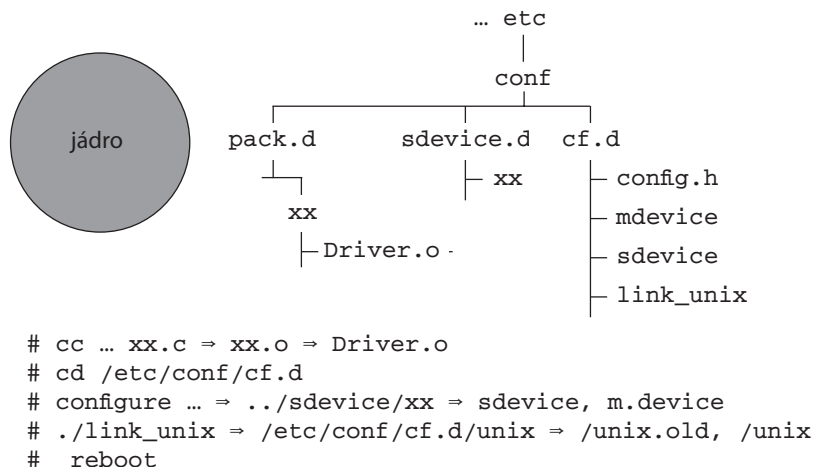 … etc
conf
jádro
pack.d sdevice.d cf.d
xx config.h
xx mdevice
Driver.o sdevice
link_unix
# cc … xx.c ⇒ xx.o ⇒ Driver.o
# cd /etc/conf/cf.d
# configure … ⇒ ../sdevice/xx ⇒ sdevice, m.device
# ./link_unix ⇒ /etc/conf/cf.d/unix ⇒ /unix.old, /unix
# reboot